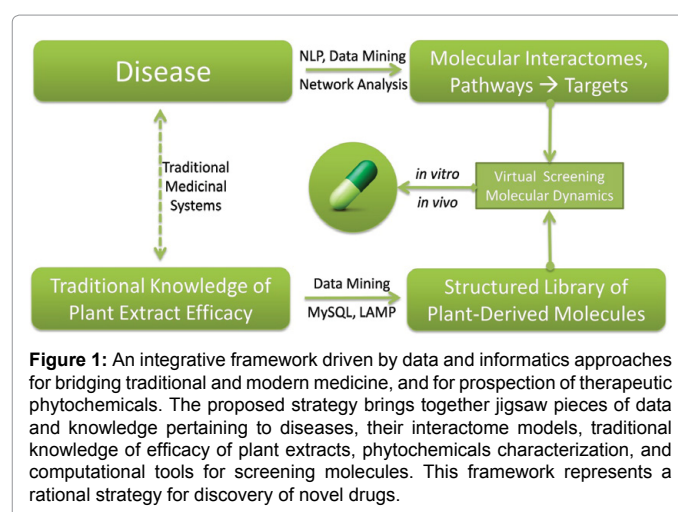 Disease
NLP, Data Mining
Network Analysis
Molecular Interactomes,
Pathways → Targets
Traditional
Medicinal
Systems
in vitro
in vivo
Virtual Screening
Molecular Dynamics
Traditional Knowledge of
Plant Extract Efficacy
Data Mining
MySQL, LAMP
Structured Library of
Plant-Derived Molecules
Figure 1: An integrative framework driven by data and informatics approaches
for bridging traditional and modern medicine, and for prospection of therapeutic
phytochemicals. The proposed strategy brings together jigsaw pieces of data
and knowledge pertaining to diseases, their interactome models, traditional
knowledge of efficacy of plant extracts, phytochemicals characterization, and
computational tools for screening molecules. This framework represents a
rational strategy for discovery of novel drugs.